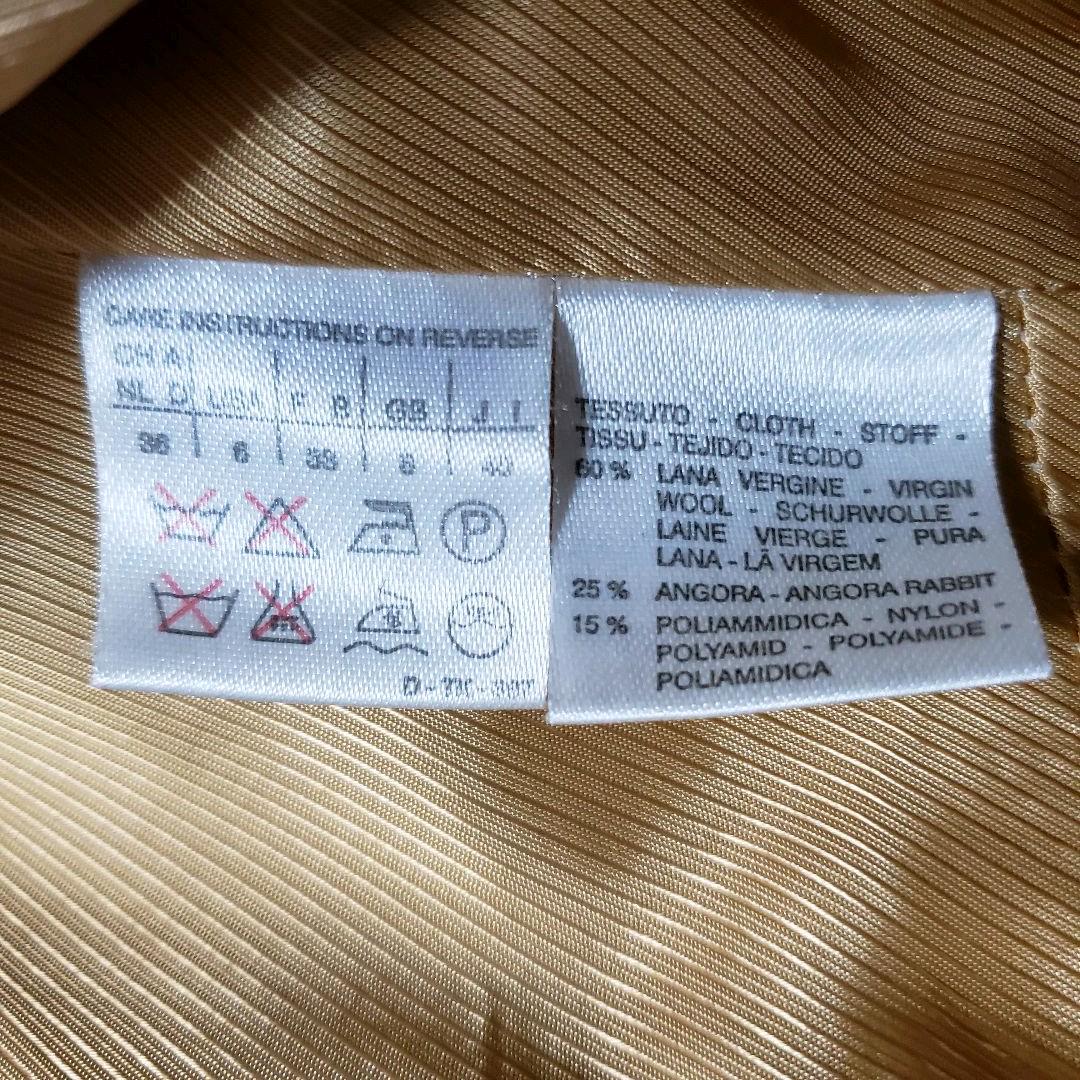 CARE INSTRUCTIONS ON REVERSE
CH A
NL D USA F B GB J I
36 6 38 8 40
P
TESSUTO - CLOTH - STOFF -
TISSU - TEJIDO - TECIDO
60 % LANA VERGINE - VIRGIN
WOOL - SCHURWOLLE -
LAINE VIERGE - PURA
LANA - LÃ VIRGEM
25 % ANGORA - ANGORA RABBIT
15 % POLIAMMIDICA - NYLON -
POLYAMID - POLYAMIDE -
POLIAMIDICA